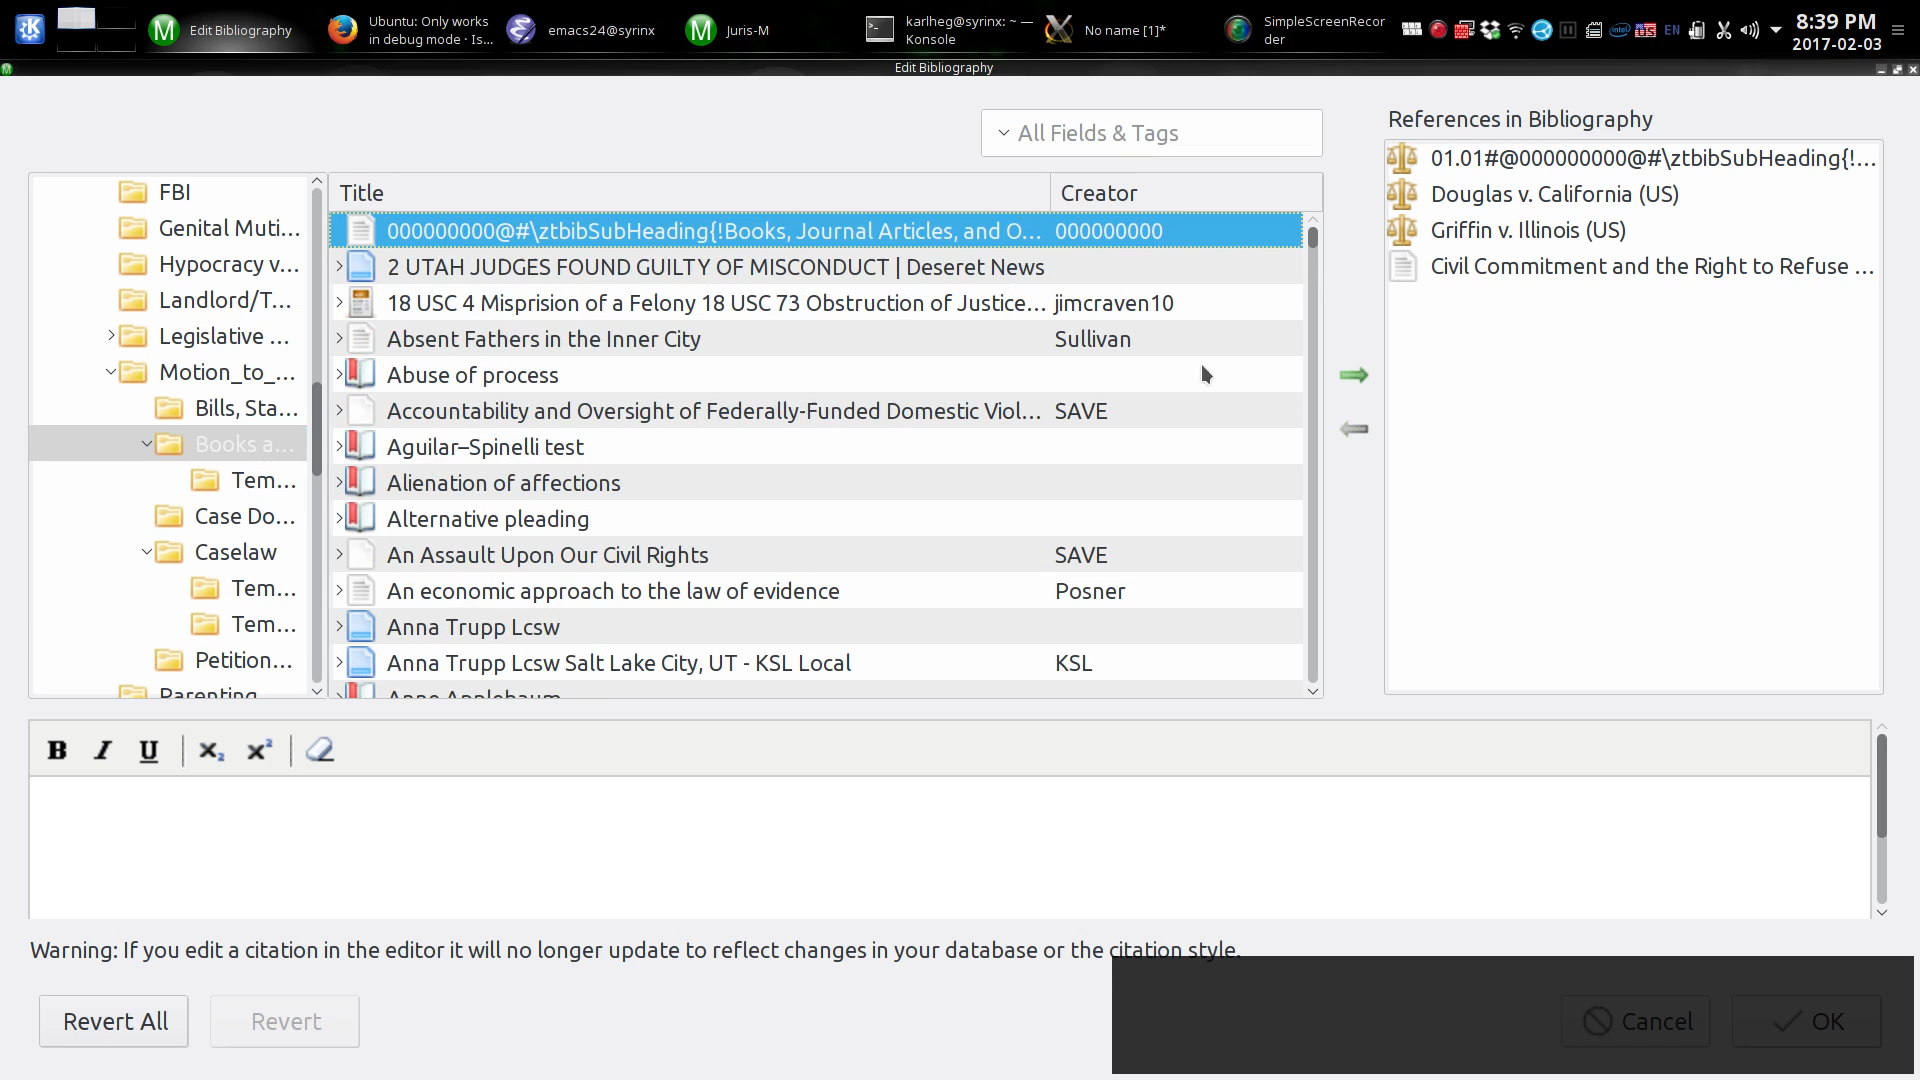 Edit Bibliography
Ubuntu: Only works
in debug mode · Is...
emacs24@syrinx
Juris-M
karlheg@syrinx: ~ —
Konsole
No name [1]*
SimpleScreenRecor
der
EN
8:39 PM
2017-02-03
Edit Bibliography
All Fields & Tags
References in Bibliography
01.01#@000000000@#\ztbibSubHeading{!...
Douglas v. California (US)
Griffin v. Illinois (US)
Civil Commitment and the Right to Refuse ...
FBI
Genital Muti...
Hypocracy v...
Landlord/T...
Legislative ...
Motion_to_...
Bills, Sta...
Books a...
Tem...
Case Do...
Caselaw
Tem...
Tem...
Petition...
Parenting
Title Creator
000000000@#\ztbibSubHeading{!Books, Journal Articles, and O... 000000000
2 UTAH JUDGES FOUND GUILTY OF MISCONDUCT | Deseret News
18 USC 4 Misprision of a Felony 18 USC 73 Obstruction of Justice... jimcraven10
Absent Fathers in the Inner City Sullivan
Abuse of process
Accountability and Oversight of Federally-Funded Domestic Viol... SAVE
Aguilar–Spinelli test
Alienation of affections
Alternative pleading
An Assault Upon Our Civil Rights SAVE
An economic approach to the law of evidence Posner
Anna Trupp Lcsw
Anna Trupp Lcsw Salt Lake City, UT - KSL Local KSL
Anne Applebaum
B I U x₂ x²
Warning: If you edit a citation in the editor it will no longer update to reflect changes in your database or the citation style.
Revert All Revert Cancel OK